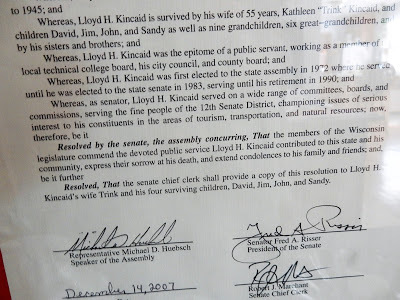 to 1945; and
Whereas, Lloyd H. Kincaid is survived by his wife of 55 years, Kathleen "Trink" Kincaid, and
children David, Jim, John, and Sandy as well as nine grandchildren, six great-grandchildren, and
by his sisters and brothers; and
Whereas, Lloyd H. Kincaid was the epitome of a public servant, working as a member of
local technical college board, his city council, and county board; and
Whereas, Lloyd H. Kincaid was first elected to the state assembly in 1972 where he served
until he was elected to the state senate in 1983, serving until his retirement in 1990; and
Whereas, as senator, Lloyd H. Kincaid served on a wide range of committees, boards, and
commissions, serving the fine people of the 12th Senate District, championing issues of serious
interest to his constituents in the areas of tourism, transportation, and natural resources; now,
therefore, be it
Resolved by the senate, the assembly concurring, That the members of the Wisconsin
legislature commend the devoted public service Lloyd H. Kincaid contributed to this state and his
community, express their sorrow at his death, and extend condolences to his family and friends; and,
be it further
Resolved, That the senate chief clerk shall provide a copy of this resolution to Lloyd H.
Kincaid's wife Trink and his four surviving children, David, Jim, John, and Sandy.
Michael D. Huebsch
Representative Michael D. Huebsch
Speaker of the Assembly
Fred A. Risser
Senator Fred A. Risser
President of the Senate
December 14, 2007
Robert J. Marchant
Senate Chief Clerk